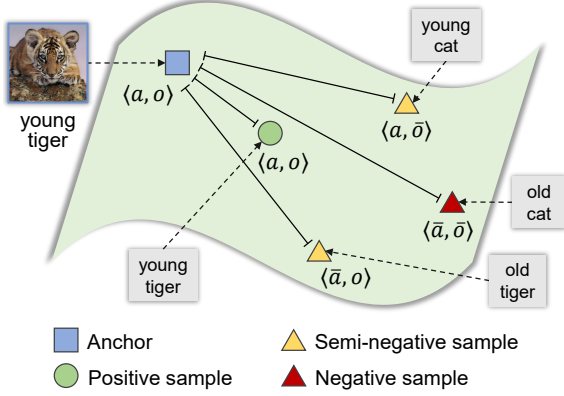 young
cat
young
tiger
⟨a, o⟩
⟨a, ō⟩
⟨a, o⟩
old
cat
⟨ā, ō⟩
young
tiger
⟨ā, o⟩
old
tiger
Anchor
Semi-negative sample
Positive sample
Negative sample